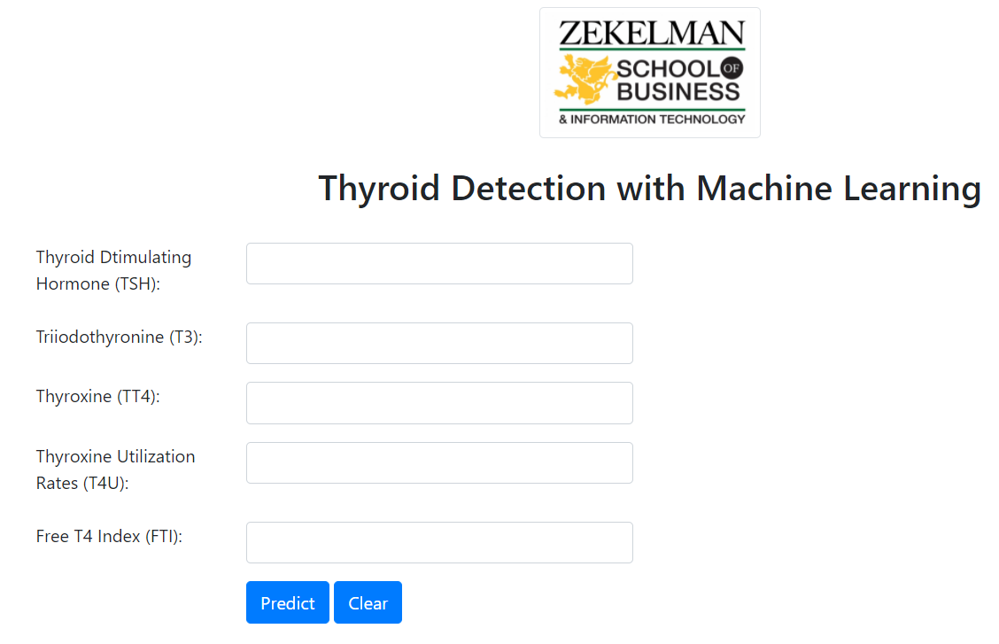 ZEKELMAN
SCHOOL OF
BUSINESS
& INFORMATION TECHNOLOGY
Thyroid Detection with Machine Learning
Thyroid Dtimulating
Hormone (TSH):
Triiodothyronine (T3):
Thyroxine (TT4):
Thyroxine Utilization
Rates (T4U):
Free T4 Index (FTI):
Predict Clear